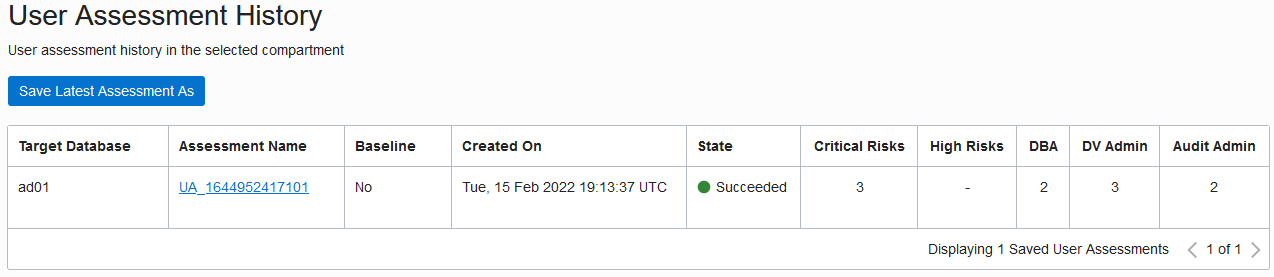 User Assessment History
User assessment history in the selected compartment
Save Latest Assessment As
Target Database Assessment Name Baseline Created On State Critical Risks High Risks DBA DV Admin Audit Admin
ad01 UA_1644952417101 No Tue, 15 Feb 2022 19:13:37 UTC Succeeded 3 - 2 3 2
Displaying 1 Saved User Assessments 1 of 1